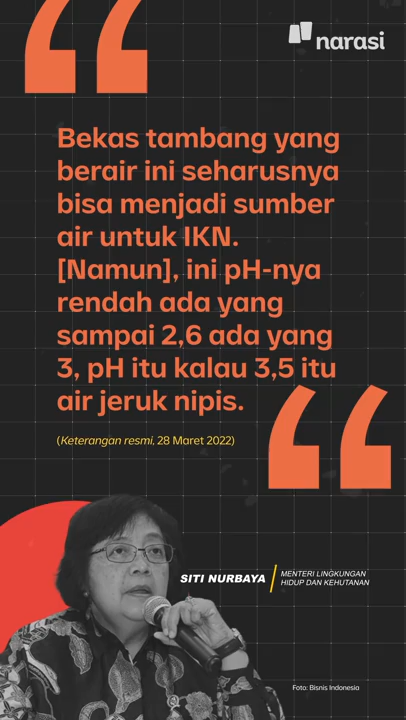 narasi
Bekas tambang yang
berair ini seharusnya
bisa menjadi sumber
air untuk IKN.
[Namun], ini pH-nya
rendah ada yang
sampai 2,6 ada yang
3, pH itu kalau 3,5 itu
air jeruk nipis.
(Keterangan resmi, 28 Maret 2022)
SITI NURBAYA
MENTERI LINGKUNGAN
HIDUP DAN KEHUTANAN
Foto: Bisnis Indonesia